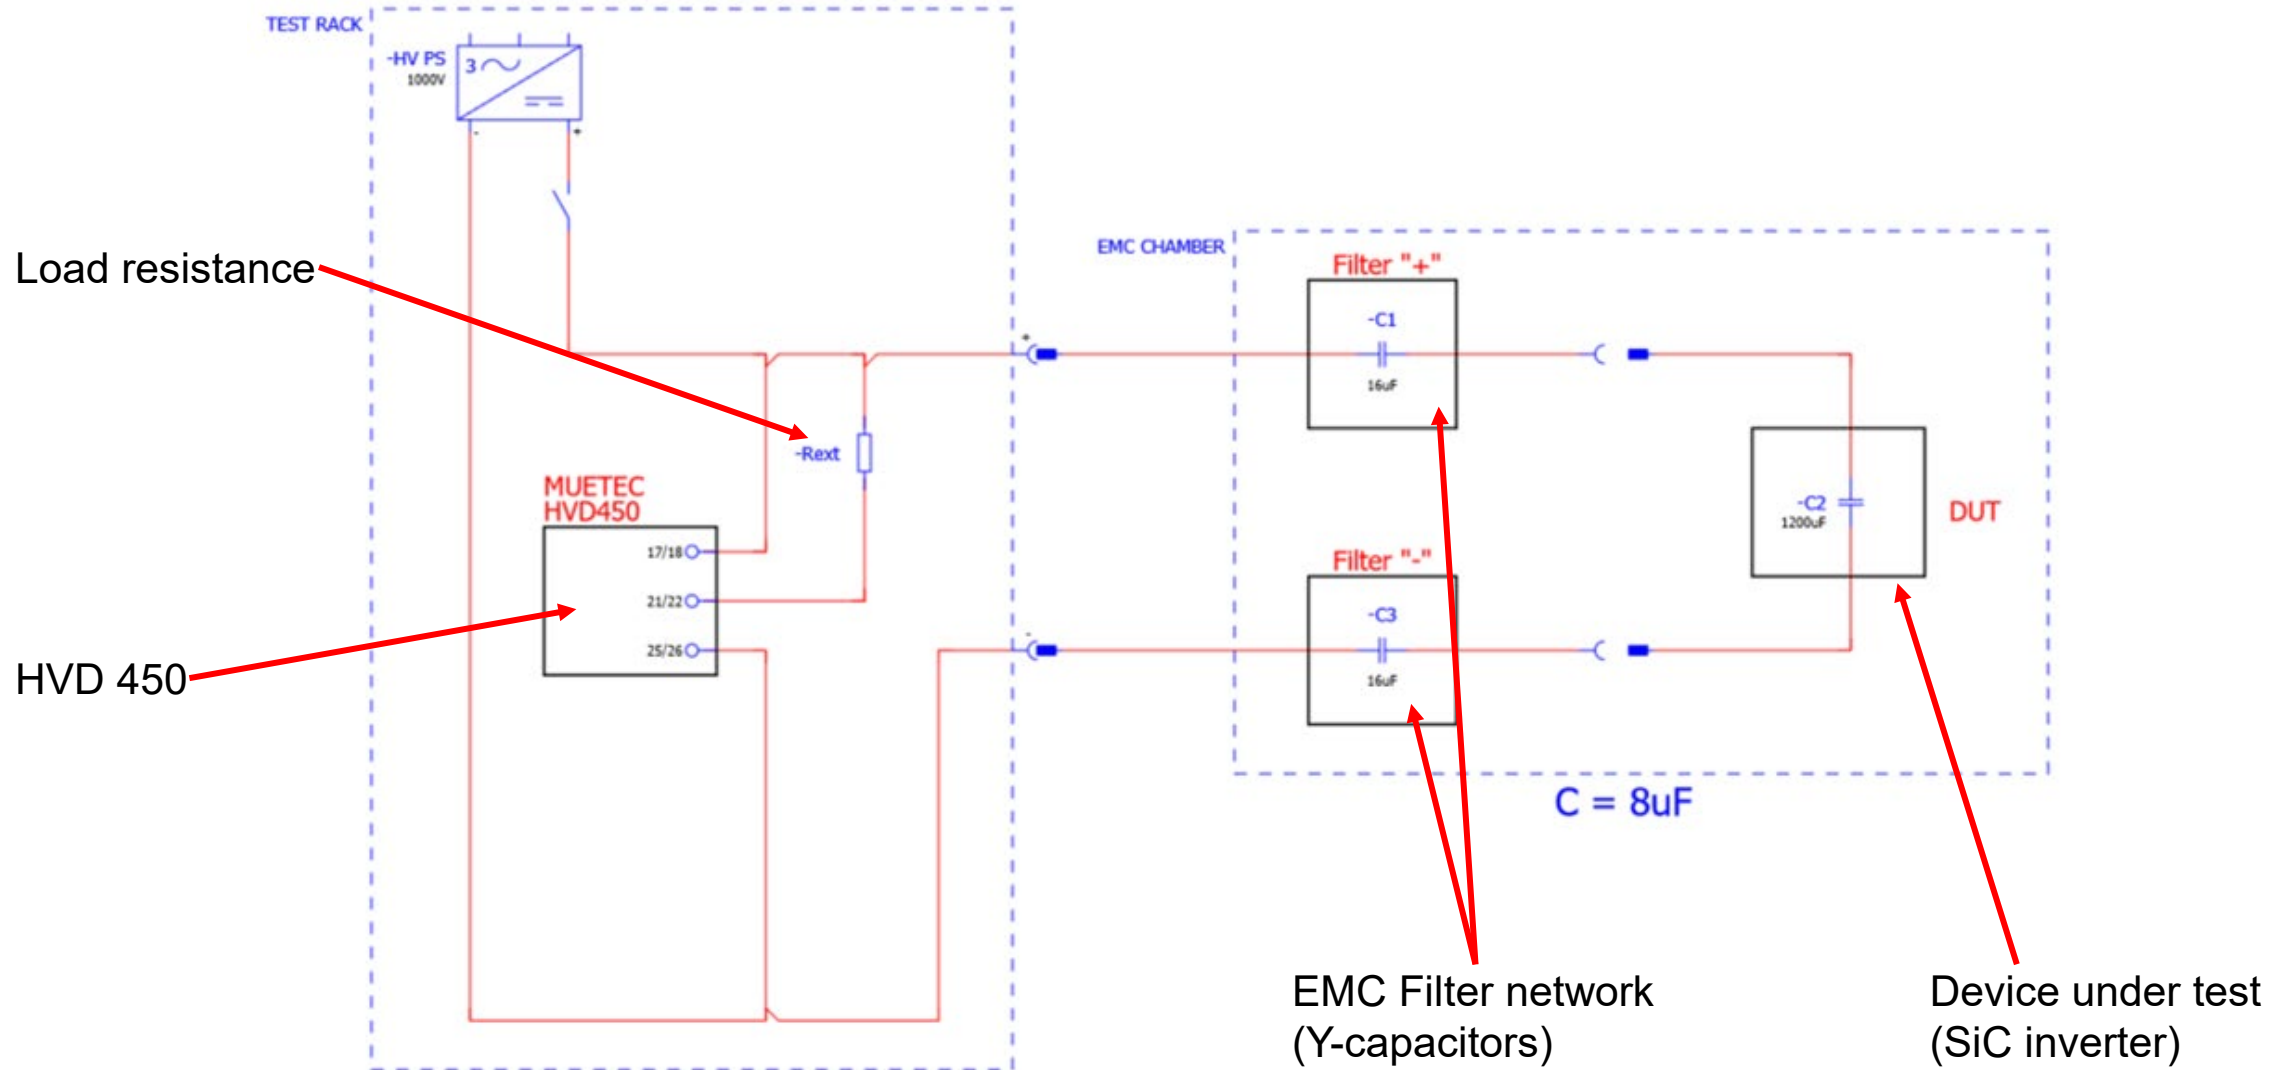 TEST RACK
-HV PS
1000V
3
-
+
Load resistance
EMC CHAMBER
Filter "+"
-C1
16uF
+
-Rext
MUETEC
HVD450
17/18
21/22
25/26
-C2
1200uF
DUT
Filter "-"
-C3
16uF
-
HVD 450
C = 8uF
EMC Filter network
(Y-capacitors)
Device under test
(SiC inverter)